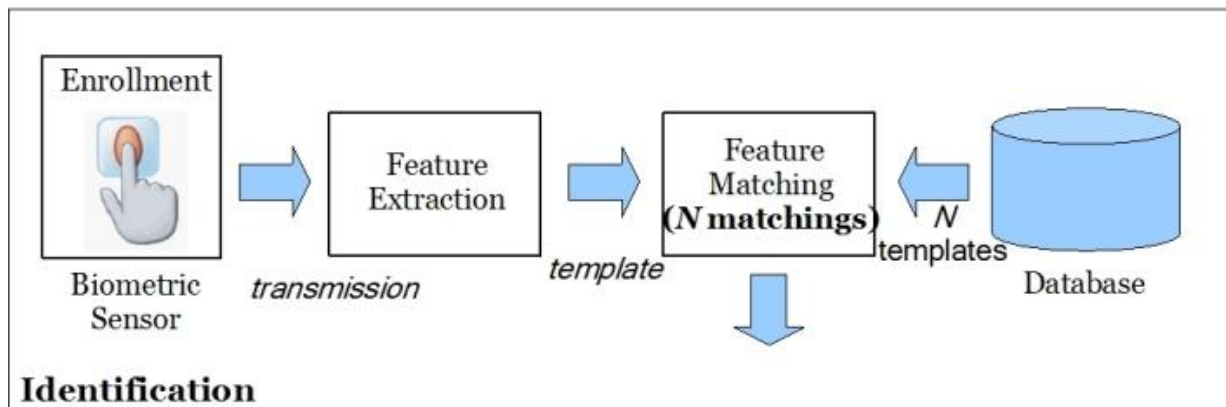 Enrollment
Biometric
Sensor
transmission
Feature
Extraction
template
Feature
Matching
(N matchings)
N
templates
Database
Identification